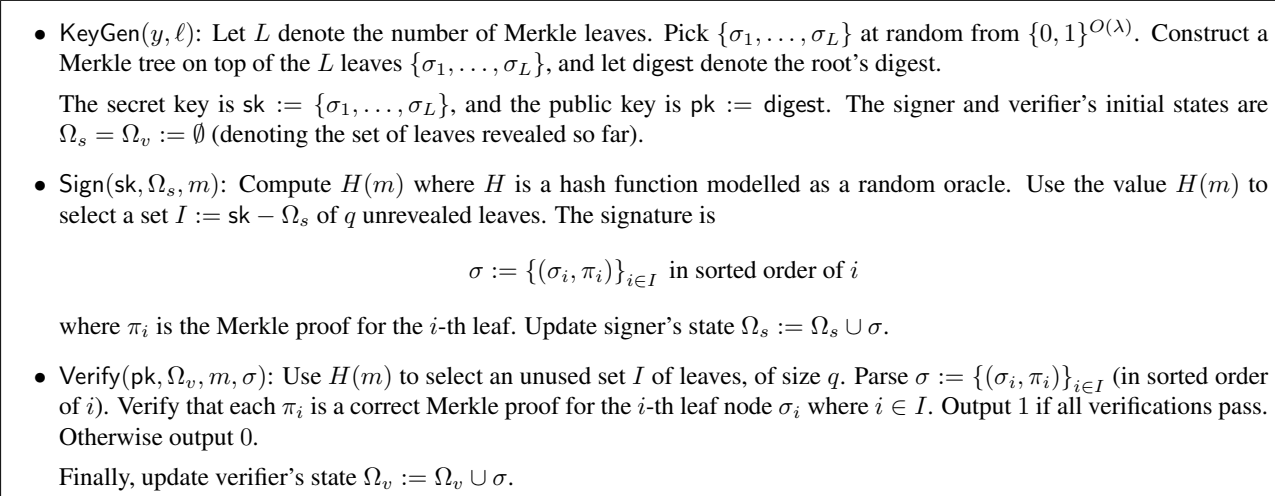 • KeyGen(y, ℓ): Let L denote the number of Merkle leaves. Pick {σ₁, . . . , σ_L} at random from {0, 1}^{O(λ)}. Construct a
Merkle tree on top of the L leaves {σ₁, . . . , σ_L}, and let digest denote the root's digest.
The secret key is sk := {σ₁, . . . , σ_L}, and the public key is pk := digest. The signer and verifier's initial states are
Ω_s = Ω_v := ∅ (denoting the set of leaves revealed so far).
• Sign(sk, Ω_s, m): Compute H(m) where H is a hash function modelled as a random oracle. Use the value H(m) to
select a set I := sk − Ω_s of q unrevealed leaves. The signature is
σ := {(σ_i, π_i)}_{i∈I} in sorted order of i
where π_i is the Merkle proof for the i-th leaf. Update signer's state Ω_s := Ω_s ∪ σ.
• Verify(pk, Ω_v, m, σ): Use H(m) to select an unused set I of leaves, of size q. Parse σ := {(σ_i, π_i)}_{i∈I} (in sorted order
of i). Verify that each π_i is a correct Merkle proof for the i-th leaf node σ_i where i ∈ I. Output 1 if all verifications pass.
Otherwise output 0.
Finally, update verifier's state Ω_v := Ω_v ∪ σ.